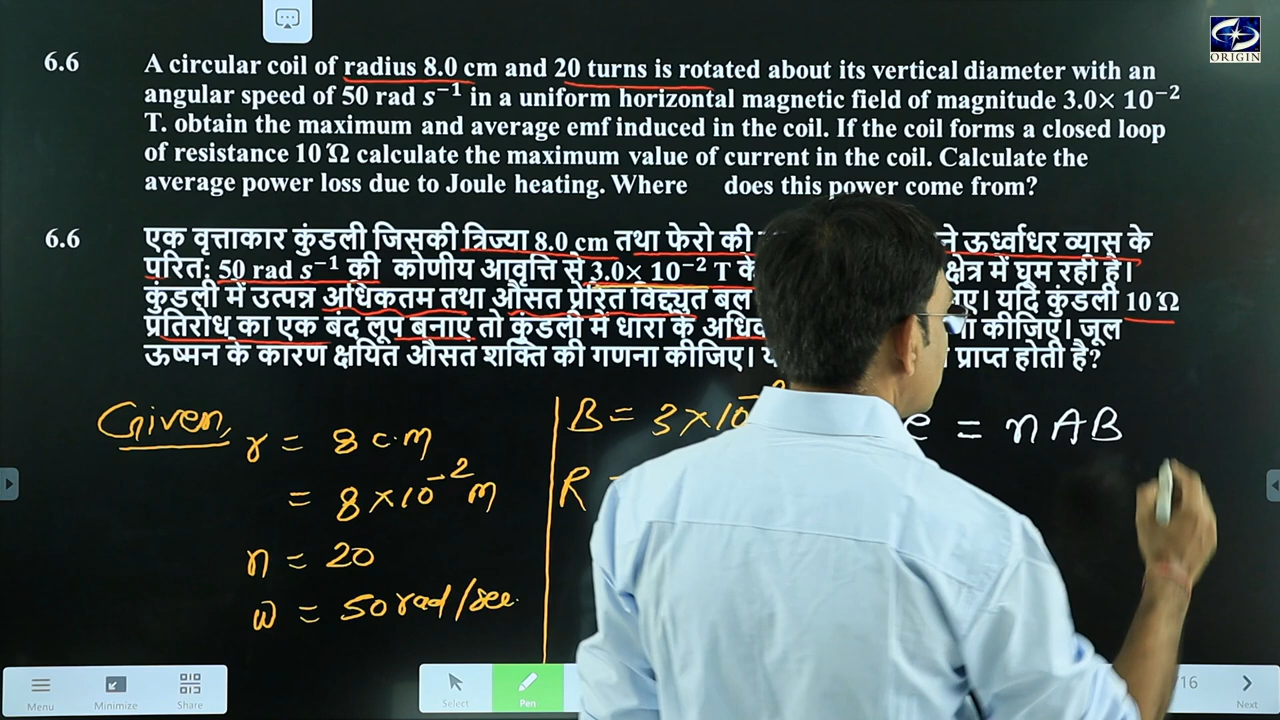 ORIGIN
6.6 A circular coil of radius 8.0 cm and 20 turns is rotated about its vertical diameter with an
angular speed of 50 rad s⁻¹ in a uniform horizontal magnetic field of magnitude 3.0× 10⁻²
T. obtain the maximum and average emf induced in the coil. If the coil forms a closed loop
of resistance 10 Ω calculate the maximum value of current in the coil. Calculate the
average power loss due to Joule heating. Where does this power come from?
6.6 एक वृत्ताकार कुंडली जिसकी त्रिज्या 8.0 cm तथा फेरो की ने ऊर्ध्वाधर व्यास के
परित: 50 rad s⁻¹ की कोणीय आवृत्ति से 3.0× 10⁻² T के क्षेत्र में घूम रही है।
कुंडली में उत्पन्न अधिकतम तथा औसत प्रेरित विद्द्युत बल यदि कुंडली 10 Ω
प्रतिरोध का एक बंद लूप बनाए तो कुंडली में धारा के कीजिए। जूल
ऊष्मन के कारण क्षयित औसत शक्ति की गणना कीजिए। प्राप्त होती है?
Given, r = 8 c.m
= 8×10⁻² m
n = 20
ω = 50 rad/sec.
B = 3×10
R =
e = nAB
Menu Minimize Share Select Pen /16 Next